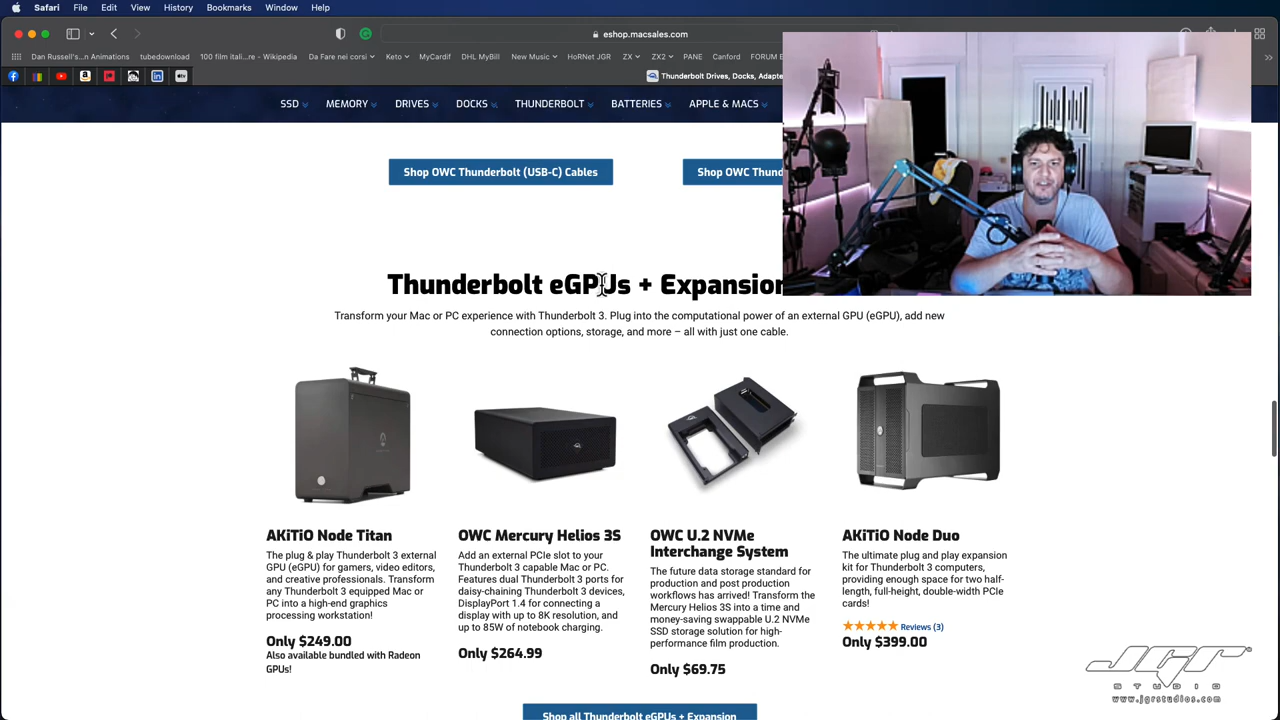 Safari File Edit View History Bookmarks Window Help
eshop.macsales.com
Dan Russell's...n Animations tubedownload 100 film itali...re - Wikipedia Da Fare nei corsi Keto MyCardif DHL MyBill New Music HoRNet JGR ZX ZX2 PANE Canford FORUM E
Thunderbolt Drives, Docks, Adapte
SSD MEMORY DRIVES DOCKS THUNDERBOLT BATTERIES APPLE & MACS
Shop OWC Thunderbolt (USB-C) Cables
Shop OWC Thund
Thunderbolt eGPUs + Expansion
Transform your Mac or PC experience with Thunderbolt 3. Plug into the computational power of an external GPU (eGPU), add new
connection options, storage, and more – all with just one cable.
AKiTiO Node Titan
The plug & play Thunderbolt 3 external
GPU (eGPU) for gamers, video editors,
and creative professionals. Transform
any Thunderbolt 3 equipped Mac or
PC into a high-end graphics
processing workstation!
Only $249.00
Also available bundled with Radeon
GPUs!
OWC Mercury Helios 3S
Add an external PCIe slot to your
Thunderbolt 3 capable Mac or PC.
Features dual Thunderbolt 3 ports for
daisy-chaining Thunderbolt 3 devices,
DisplayPort 1.4 for connecting a
display with up to 8K resolution, and
up to 85W of notebook charging.
Only $264.99
OWC U.2 NVMe
Interchange System
The future data storage standard for
production and post production
workflows has arrived! Transform the
Mercury Helios 3S into a time and
money-saving swappable U.2 NVMe
SSD storage solution for high-
performance film production.
Only $69.75
AKiTiO Node Duo
The ultimate plug and play expansion
kit for Thunderbolt 3 computers,
providing enough space for two half-
length, full-height, double-width PCIe
cards!
Reviews (3)
Only $399.00
Shop all Thunderbolt eGPUs + Expansion
JGR
STUDIO
www.jgrstudios.com